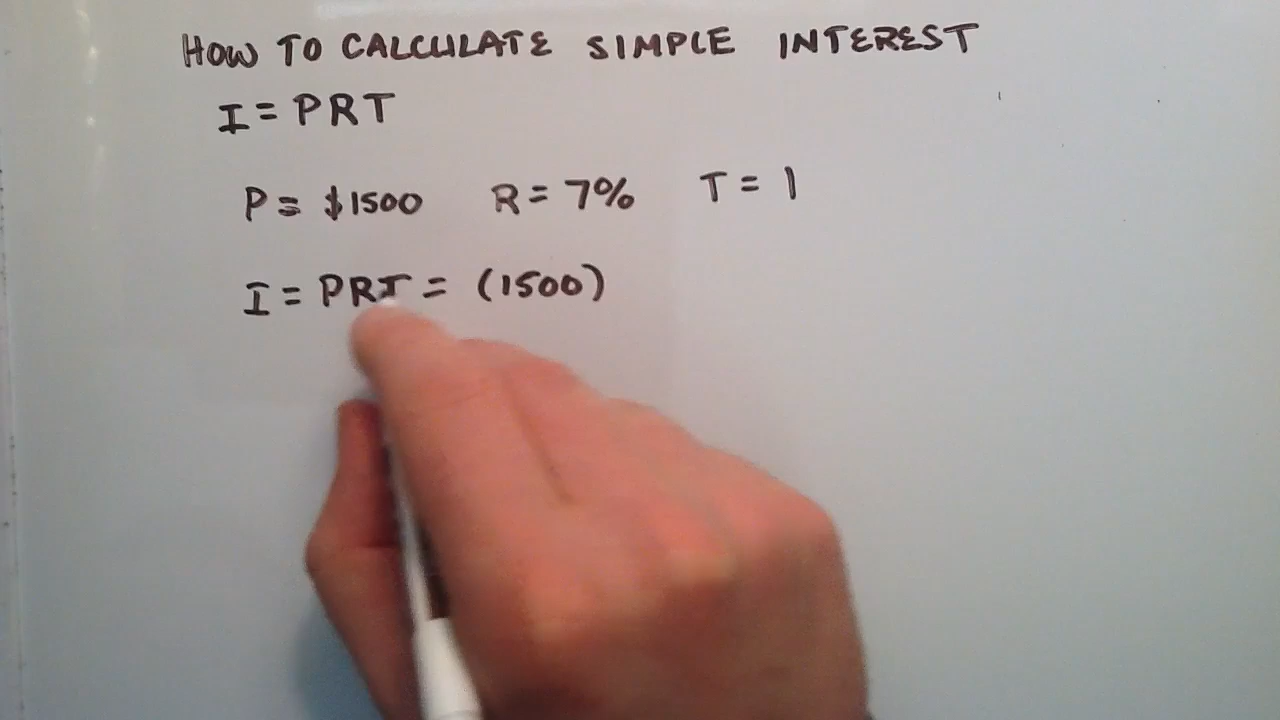 HOW TO CALCULATE SIMPLE INTEREST
I = PRT
P = $1500 R = 7% T = 1
I = PRT = (1500)